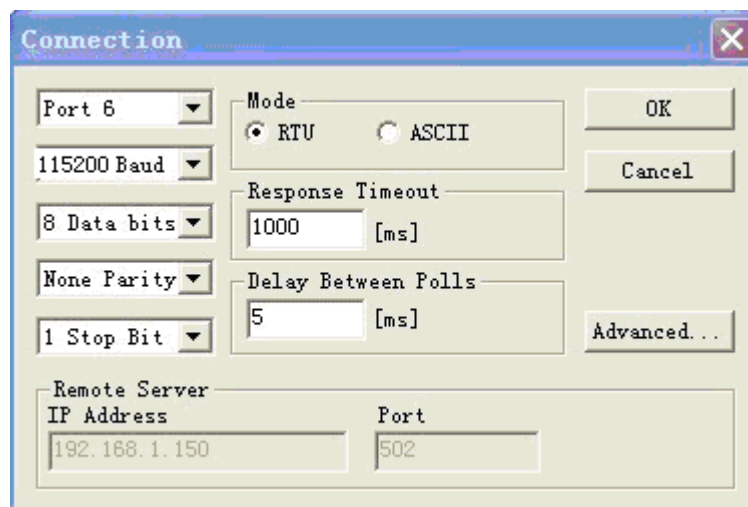 Connection
Port 6
115200 Baud
8 Data bits
None Parity
1 Stop Bit
Mode
RTU ASCII
Response Timeout
1000 [ms]
Delay Between Polls
5 [ms]
OK
Cancel
Advanced...
Remote Server
IP Address Port
192.168.1.150 502